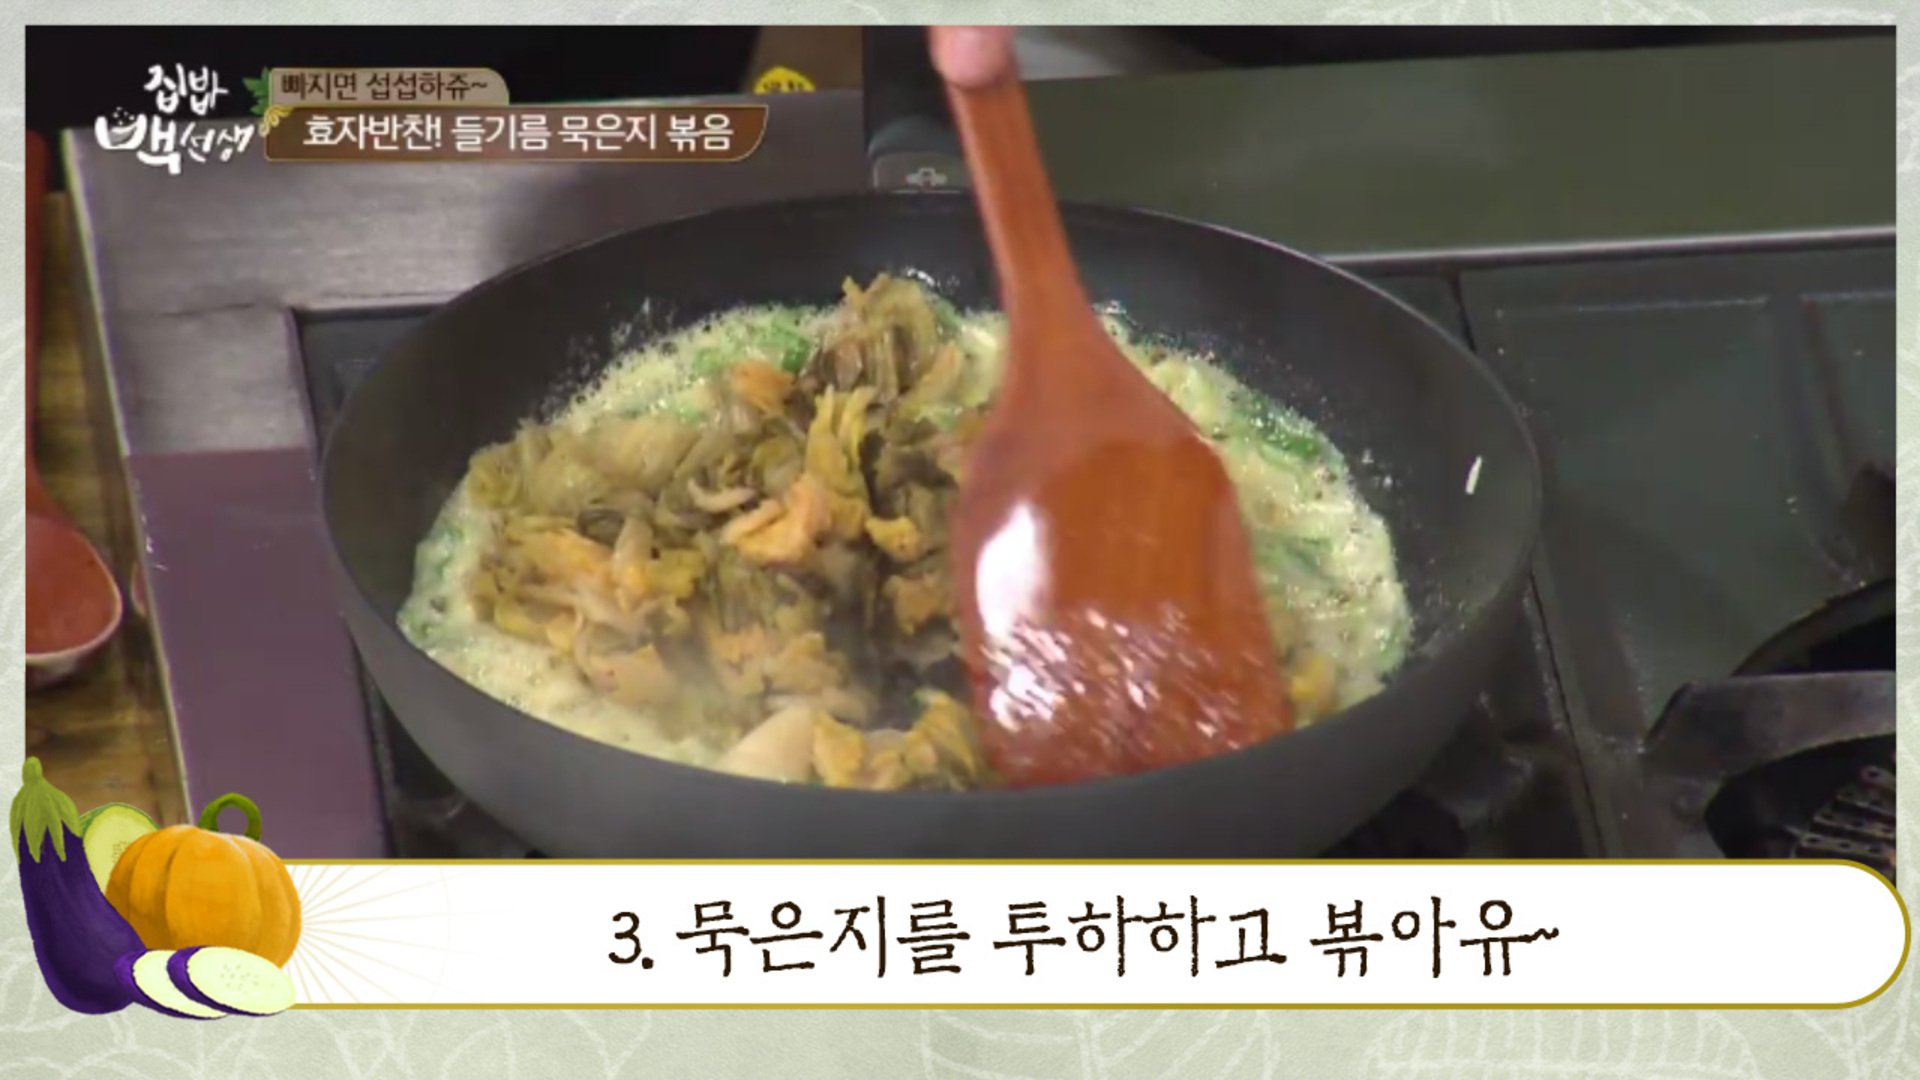 집밥
백선생
빠지면 섭섭하쥬~
효자반찬! 들기름 묵은지 볶음
3. 묵은지를 투하하고 볶아유~